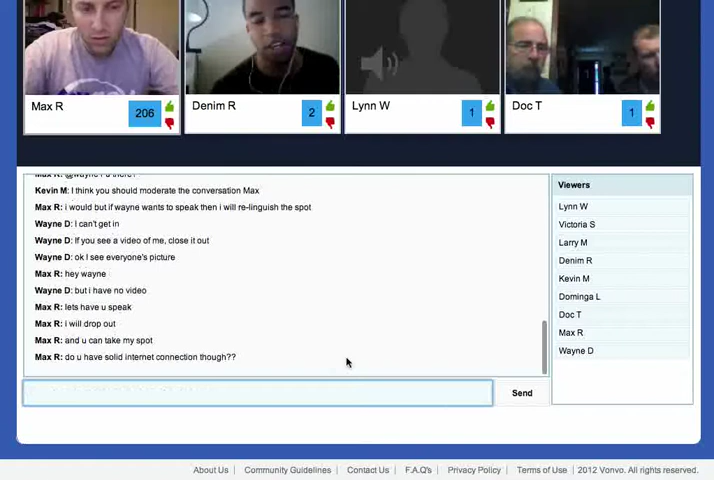 Max R
206
Denim R
2
Lynn W
1
Doc T
1
Max R: @wayne r u there?
Kevin M: I think you should moderate the conversation Max
Max R: i would but if wayne wants to speak then i will re-linguish the spot
Wayne D: I can't get in
Wayne D: If you see a video of me, close it out
Wayne D: ok I see everyone's picture
Max R: hey wayne
Wayne D: but i have no video
Max R: lets have u speak
Max R: i will drop out
Max R: and u can take my spot
Max R: do u have solid internet connection though??
Send
Viewers
Lynn W
Victoria S
Larry M
Denim R
Kevin M
Dominga L
Doc T
Max R
Wayne D
About Us | Community Guidelines | Contact Us | F.A.Q's | Privacy Policy | Terms of Use | 2012 Vonvo. All rights reserved.